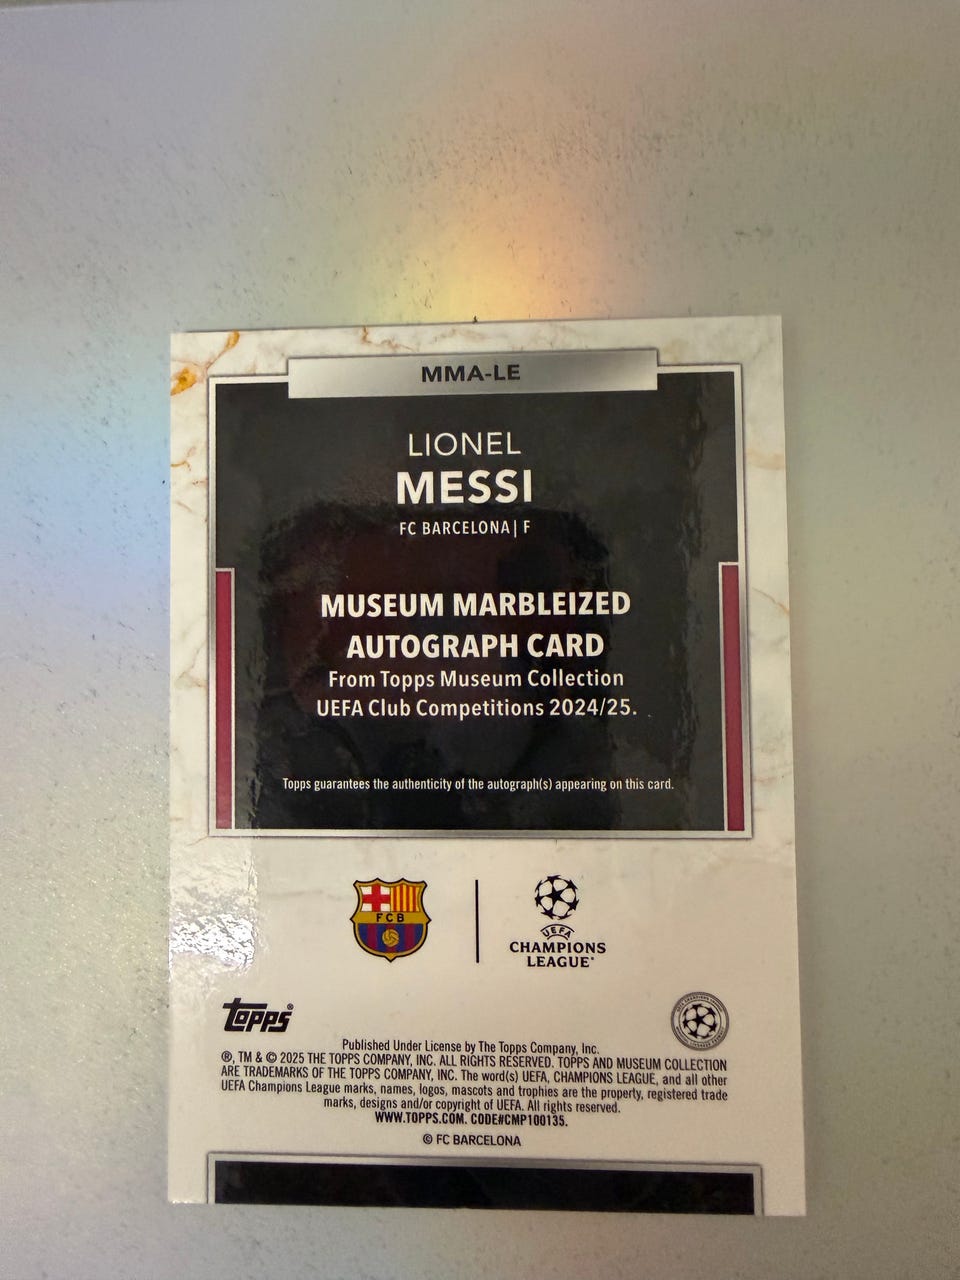 MMA-LE
LIONEL
MESSI
FC BARCELONA| F
MUSEUM MARBLEIZED
AUTOGRAPH CARD
From Topps Museum Collection
UEFA Club Competitions 2024/25.
Topps guarantees the authenticity of the autograph(s) appearing on this card.
FCB
UEFA
CHAMPIONS
LEAGUE®
topps®
Published Under License by The Topps Company, Inc.
®, TM & © 2025 THE TOPPS COMPANY, INC. ALL RIGHTS RESERVED. TOPPS AND MUSEUM COLLECTION
ARE TRADEMARKS OF THE TOPPS COMPANY, INC. The word(s) UEFA, CHAMPIONS LEAGUE, and all other
UEFA Champions League marks, names, logos, mascots and trophies are the property, registered trade
marks, designs and/or copyright of UEFA. All rights reserved.
WWW.TOPPS.COM. CODE#CMP100135.
© FC BARCELONA